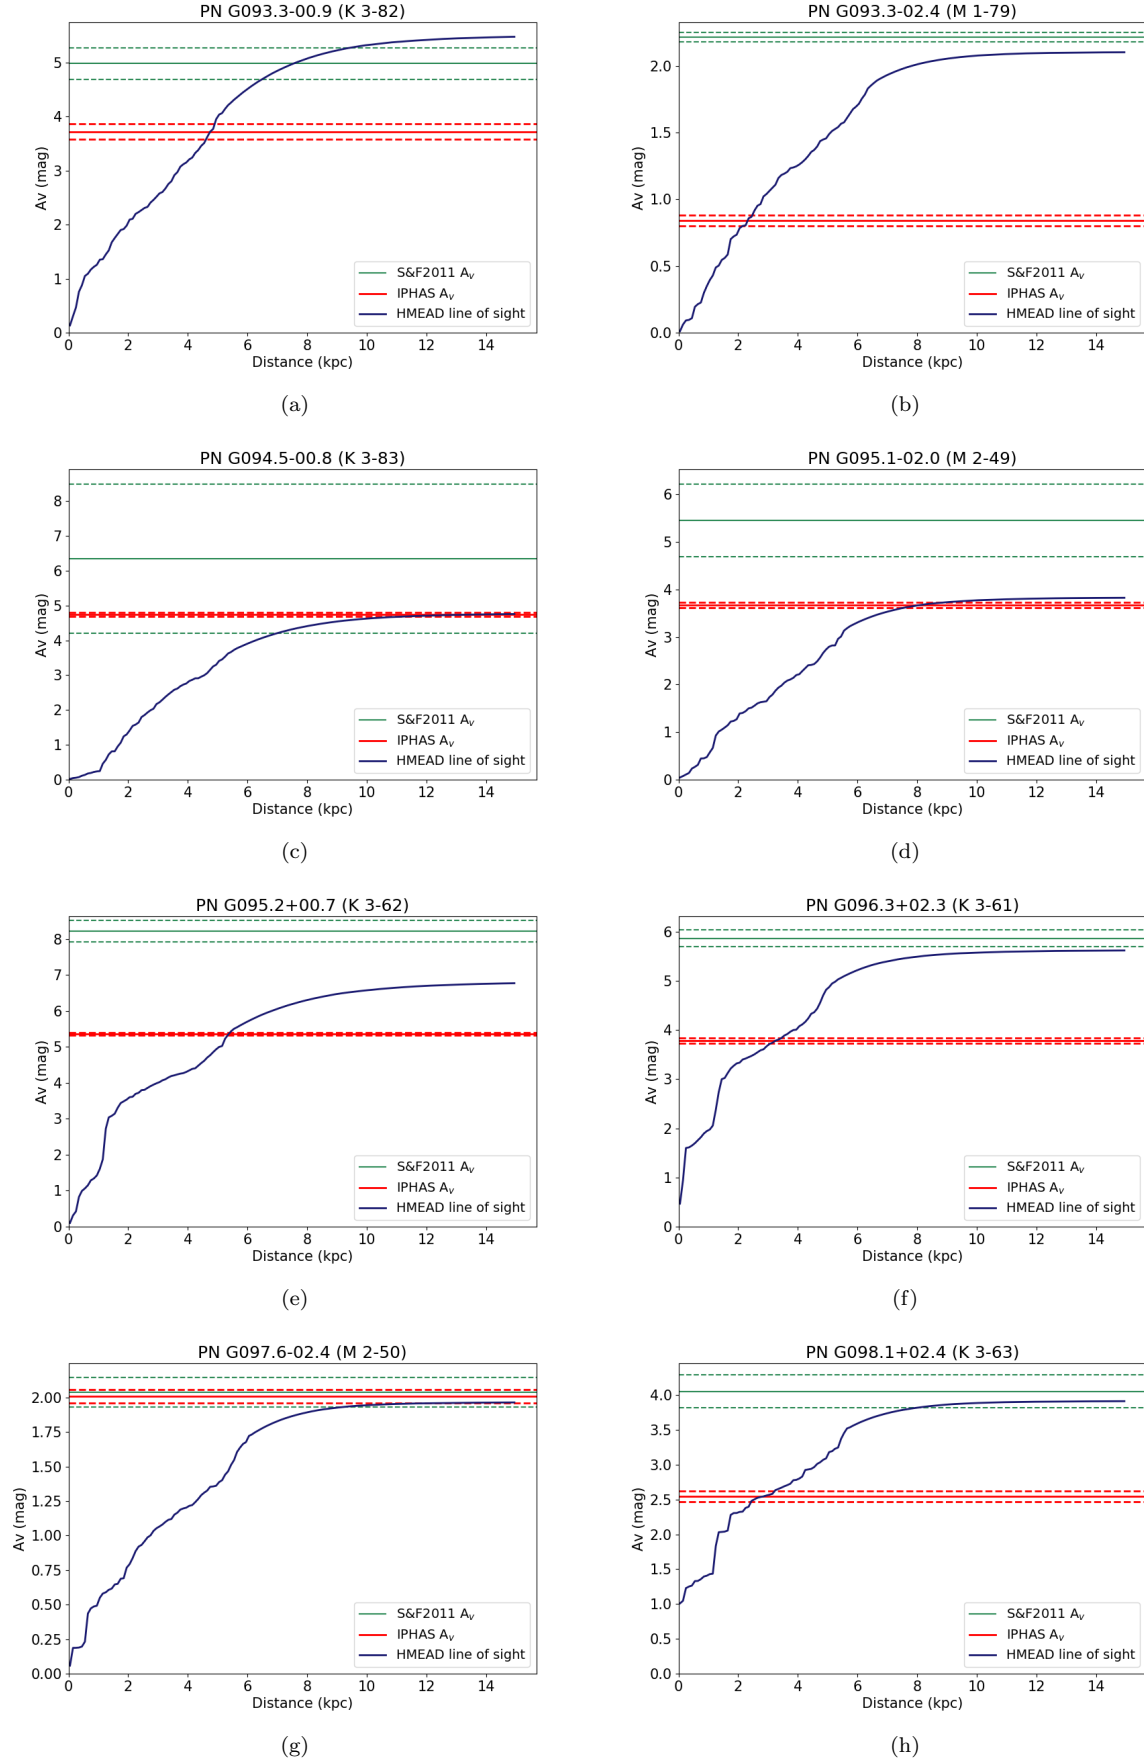 PN G093.3-00.9 (K 3-82)
5
4
3
2
1
0
Av (mag)
S&F2011 Av
IPHAS Av
HMEAD line of sight
0 2 4 6 8 10 12 14
Distance (kpc)
(a)
PN G093.3-02.4 (M 1-79)
2.0
1.5
1.0
0.5
0.0
Av (mag)
S&F2011 Av
IPHAS Av
HMEAD line of sight
0 2 4 6 8 10 12 14
Distance (kpc)
(b)
PN G094.5-00.8 (K 3-83)
8
7
6
5
4
3
2
1
0
Av (mag)
S&F2011 Av
IPHAS Av
HMEAD line of sight
0 2 4 6 8 10 12 14
Distance (kpc)
(c)
PN G095.1-02.0 (M 2-49)
6
5
4
3
2
1
0
Av (mag)
S&F2011 Av
IPHAS Av
HMEAD line of sight
0 2 4 6 8 10 12 14
Distance (kpc)
(d)
PN G095.2+00.7 (K 3-62)
8
7
6
5
4
3
2
1
0
Av (mag)
S&F2011 Av
IPHAS Av
HMEAD line of sight
0 2 4 6 8 10 12 14
Distance (kpc)
(e)
PN G096.3+02.3 (K 3-61)
6
5
4
3
2
1
0
Av (mag)
S&F2011 Av
IPHAS Av
HMEAD line of sight
0 2 4 6 8 10 12 14
Distance (kpc)
(f)
PN G097.6-02.4 (M 2-50)
2.00
1.75
1.50
1.25
1.00
0.75
0.50
0.25
0.00
Av (mag)
S&F2011 Av
IPHAS Av
HMEAD line of sight
0 2 4 6 8 10 12 14
Distance (kpc)
(g)
PN G098.1+02.4 (K 3-63)
4.0
3.5
3.0
2.5
2.0
1.5
1.0
0.5
0.0
Av (mag)
S&F2011 Av
IPHAS Av
HMEAD line of sight
0 2 4 6 8 10 12 14
Distance (kpc)
(h)